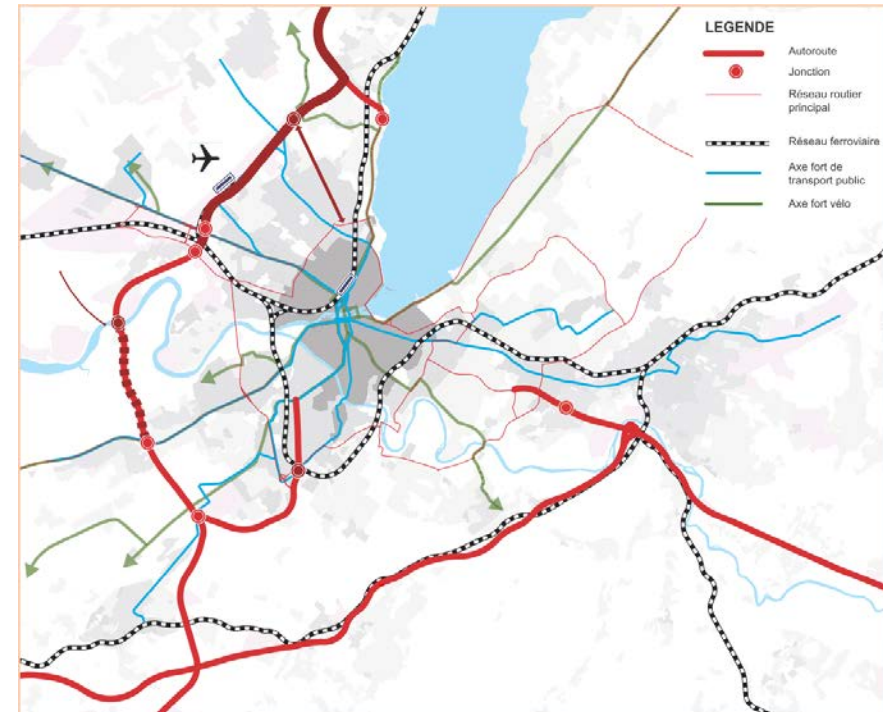 LEGENDE
Autoroute
Jonction
Réseau routier
principal
Réseau ferroviaire
Axe fort de
transport public
Axe fort vélo